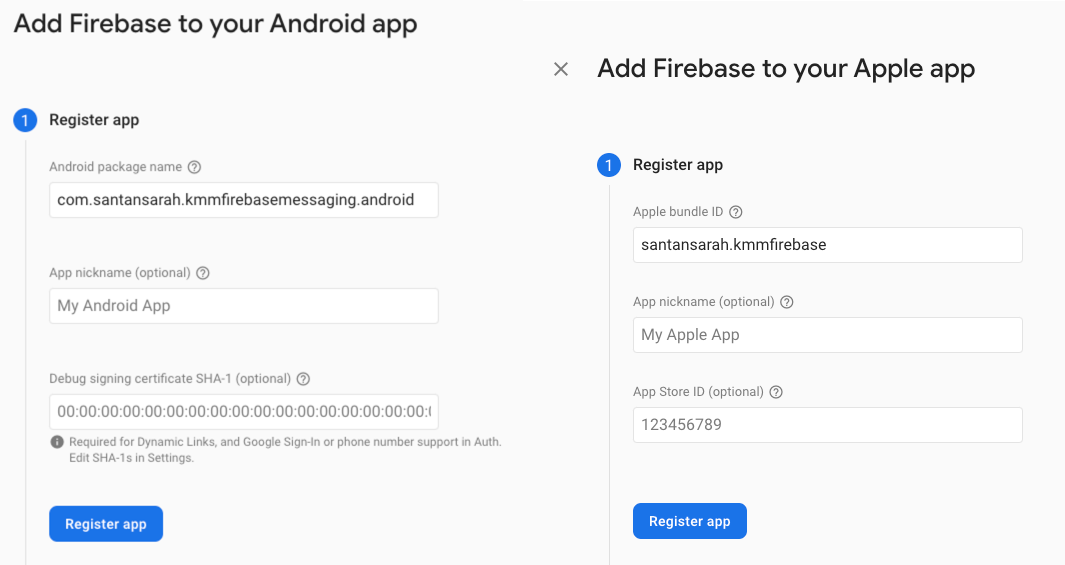 Add Firebase to your Android app
1 Register app
Android package name
com.santansarah.kmmfirebasemessaging.android
App nickname (optional)
My Android App
Debug signing certificate SHA-1 (optional)
00:00:00:00:00:00:00:00:00:00:00:00:00:00:00:00:00:
Required for Dynamic Links, and Google Sign-In or phone number support in Auth.
Edit SHA-1s in Settings.
Register app
Add Firebase to your Apple app
1 Register app
Apple bundle ID
santansarah.kmmfirebase
App nickname (optional)
My Apple App
App Store ID (optional)
123456789
Register app